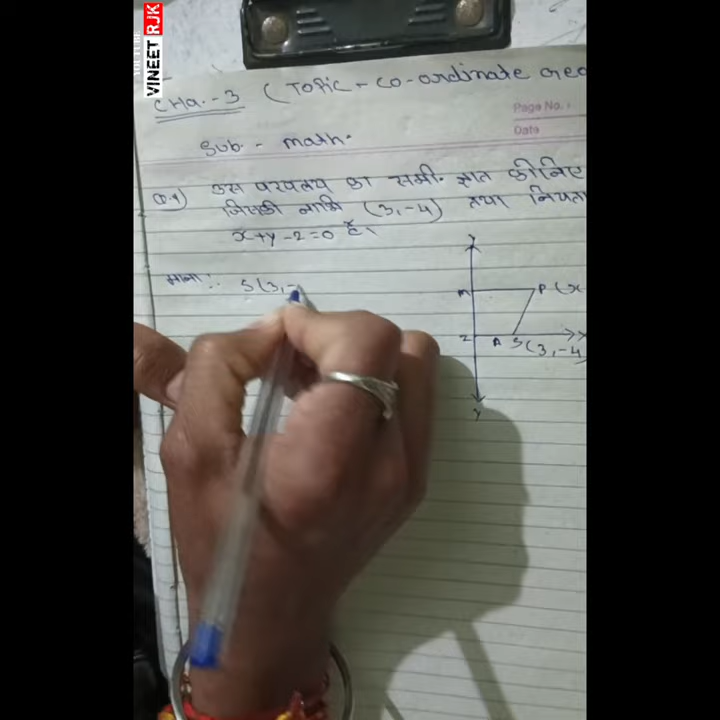 VINEET RJK
CHa.-3 ( Topic - Co-ordinate Geo
Page No.
Date
Sub. - math.
Q.1) उस परवलय का समी. ज्ञात कीजिए
जिसकी नाभि (3,-4) तथा नियता
x+y-2=0 है।
माना:. S(3,-
y
m P(x
Z A S(3,-4
y